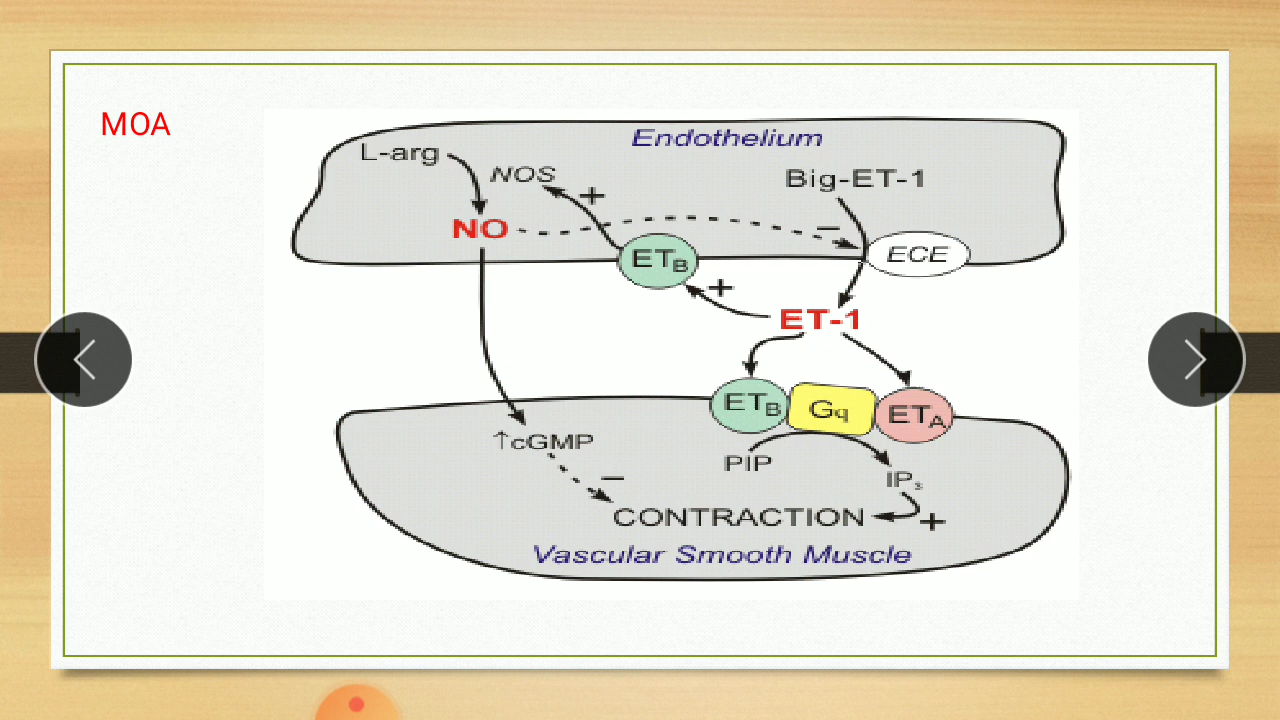 MOA
Endothelium
L-arg
NOS
+
Big-ET-1
NO
−
ETB
ECE
+
ET-1
ETB
Gq
ETA
↑cGMP
PIP
IP₃
−
CONTRACTION
+
Vascular Smooth Muscle